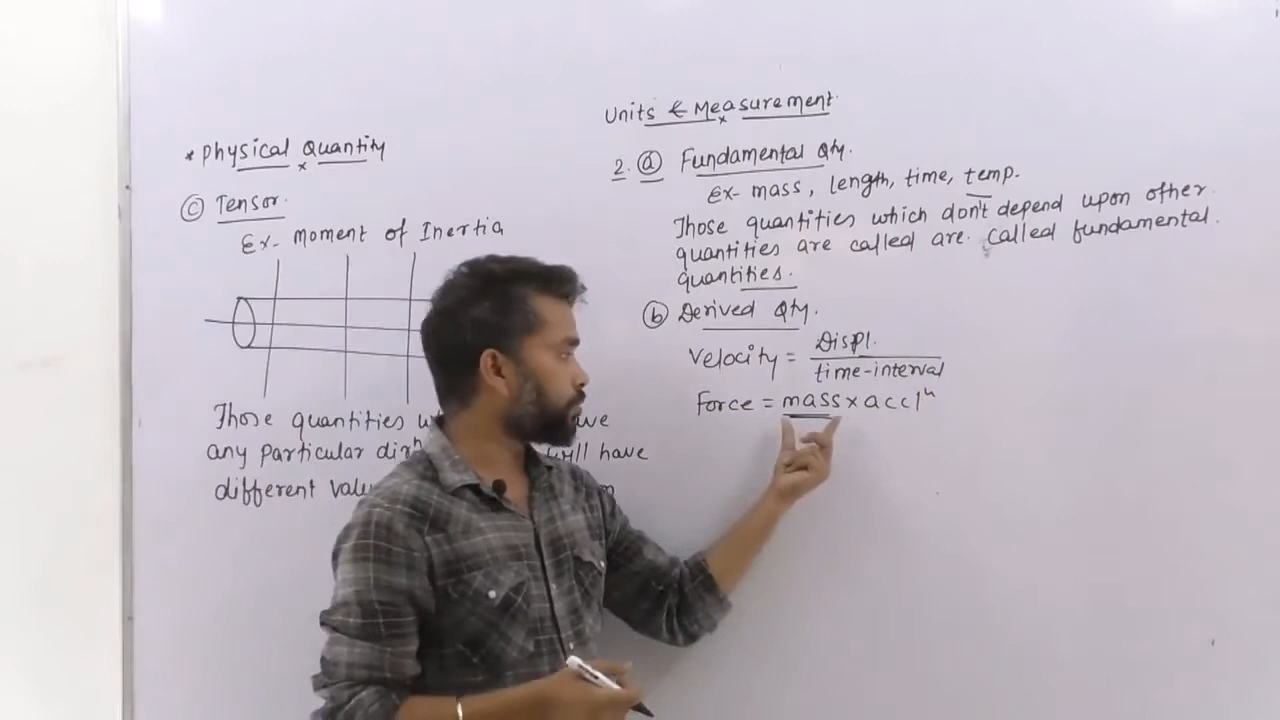 * Physical Quantity
c Tensor.
Ex- Moment of Inertia
Those quantities
any particular will have
different
Units & Measurement
2. a Fundamental Qty.
Ex- mass, length, time, temp.
Those quantities which don't depend upon other
quantities are called are. called fundamental
quantities.
b Derived Qty.
Velocity = Displ. / time-interval
Force = mass x accln